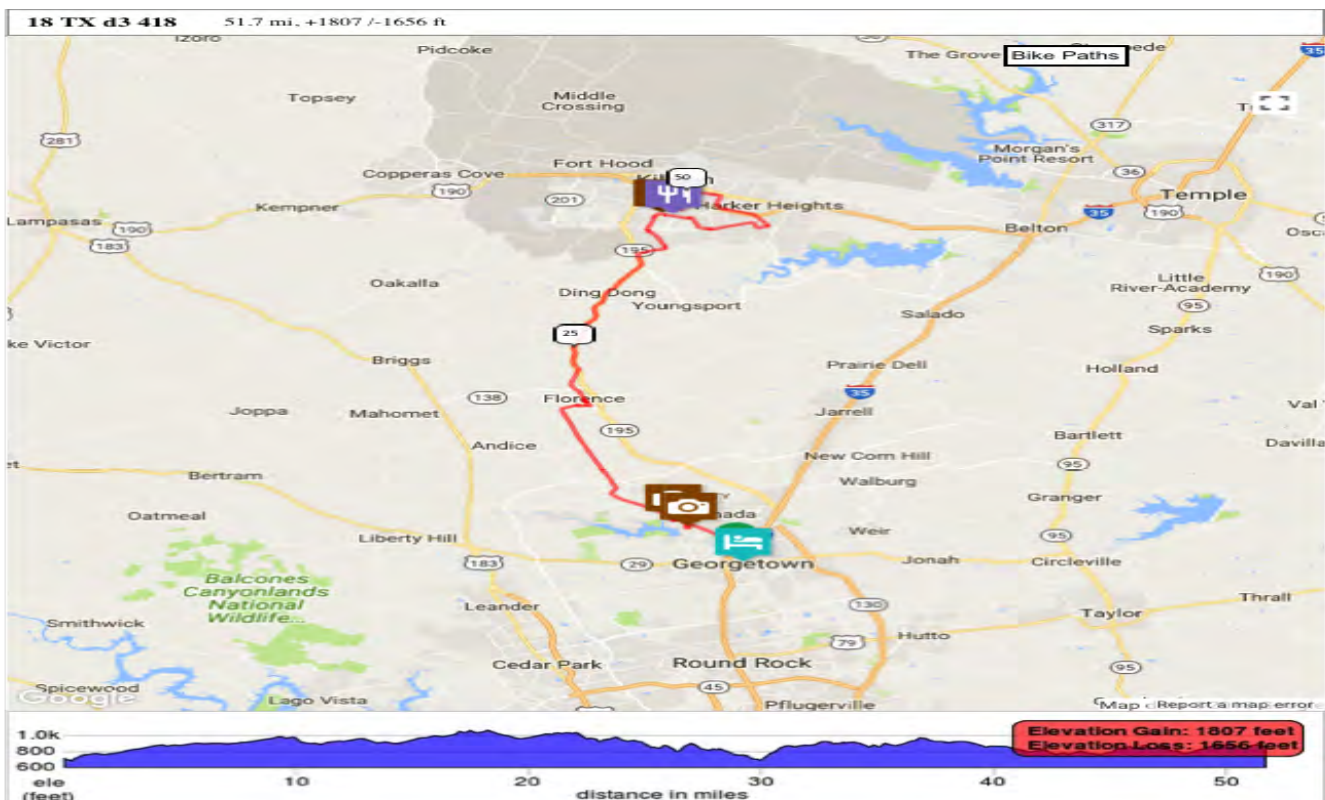 18 TX d3 418 51.7 mi, +1807 /-1656 ft
Izoro
Pidcoke
The Grove
Bike Paths
35
Topsey
Middle
Crossing
317
281
Morgan's
Point Resort
Fort Hood
Copperas Cove
190
36
50
Temple
Kempner
201
Harker Heights
35
190
Lampasas
190
Belton
183
195
Oakalla
Little
River-Academy
190
Ding Dong
Youngsport
95
Salado
25
Sparks
ke Victor
Briggs
Prairie Dell
Holland
138
Florence
35
Joppa
Mahomet
Jarrell
Val
195
Andice
Bartlett
Davilla
New Corn Hill
95
Bertram
Walburg
Granger
Oatmeal
nada
Weir
95
Liberty Hill
183
29
Georgetown
Jonah
Circleville
Balcones
Canyonlands
National
Wildlife...
Leander
130
Thrall
Taylor
Smithwick
79
Hutto
Cedar Park
Round Rock
95
Spicewood
45
Google
Lago Vista
Pflugerville
Map
Report a map error
1.0k
800
600
Elevation Gain: 1807 feet
Elevation Loss: 1656 feet
ele
(feet)
10
20
30
40
50
distance in miles